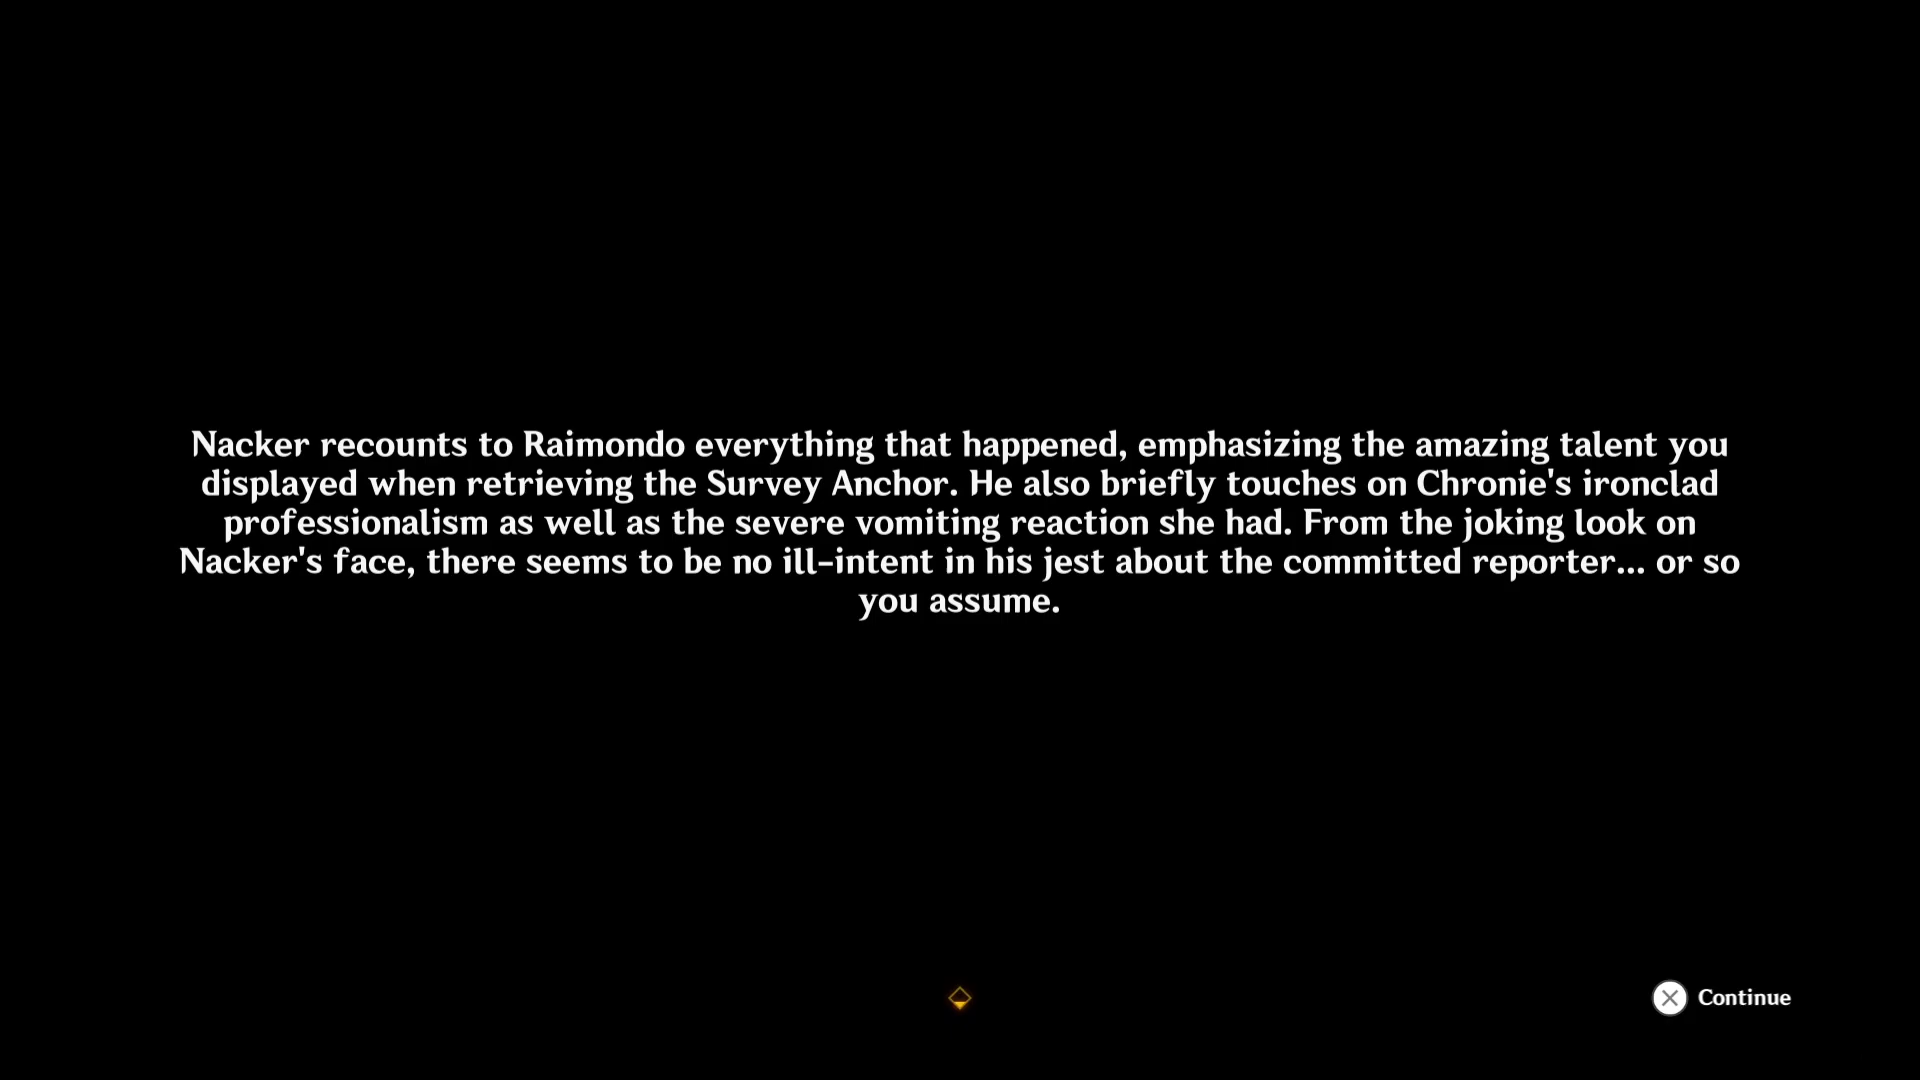 Nacker recounts to Raimondo everything that happened, emphasizing the amazing talent you
displayed when retrieving the Survey Anchor. He also briefly touches on Chronie's ironclad
professionalism as well as the severe vomiting reaction she had. From the joking look on
Nacker's face, there seems to be no ill-intent in his jest about the committed reporter... or so
you assume.
Continue